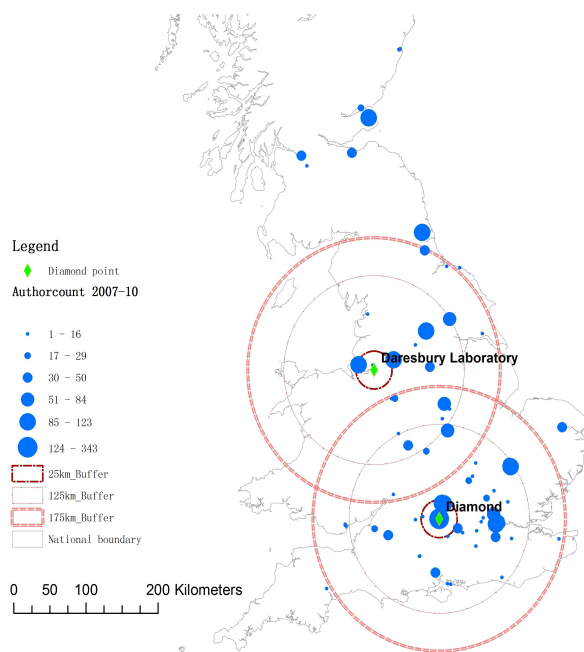 Legend
Diamond point
Authorcount 2007-10
1 - 16
17 - 29
30 - 50
51 - 84
85 - 123
124 - 343
25km_Buffer
125km_Buffer
175km_Buffer
National boundary
0 50 100 200 Kilometers
Daresbury Laboratory
Diamond